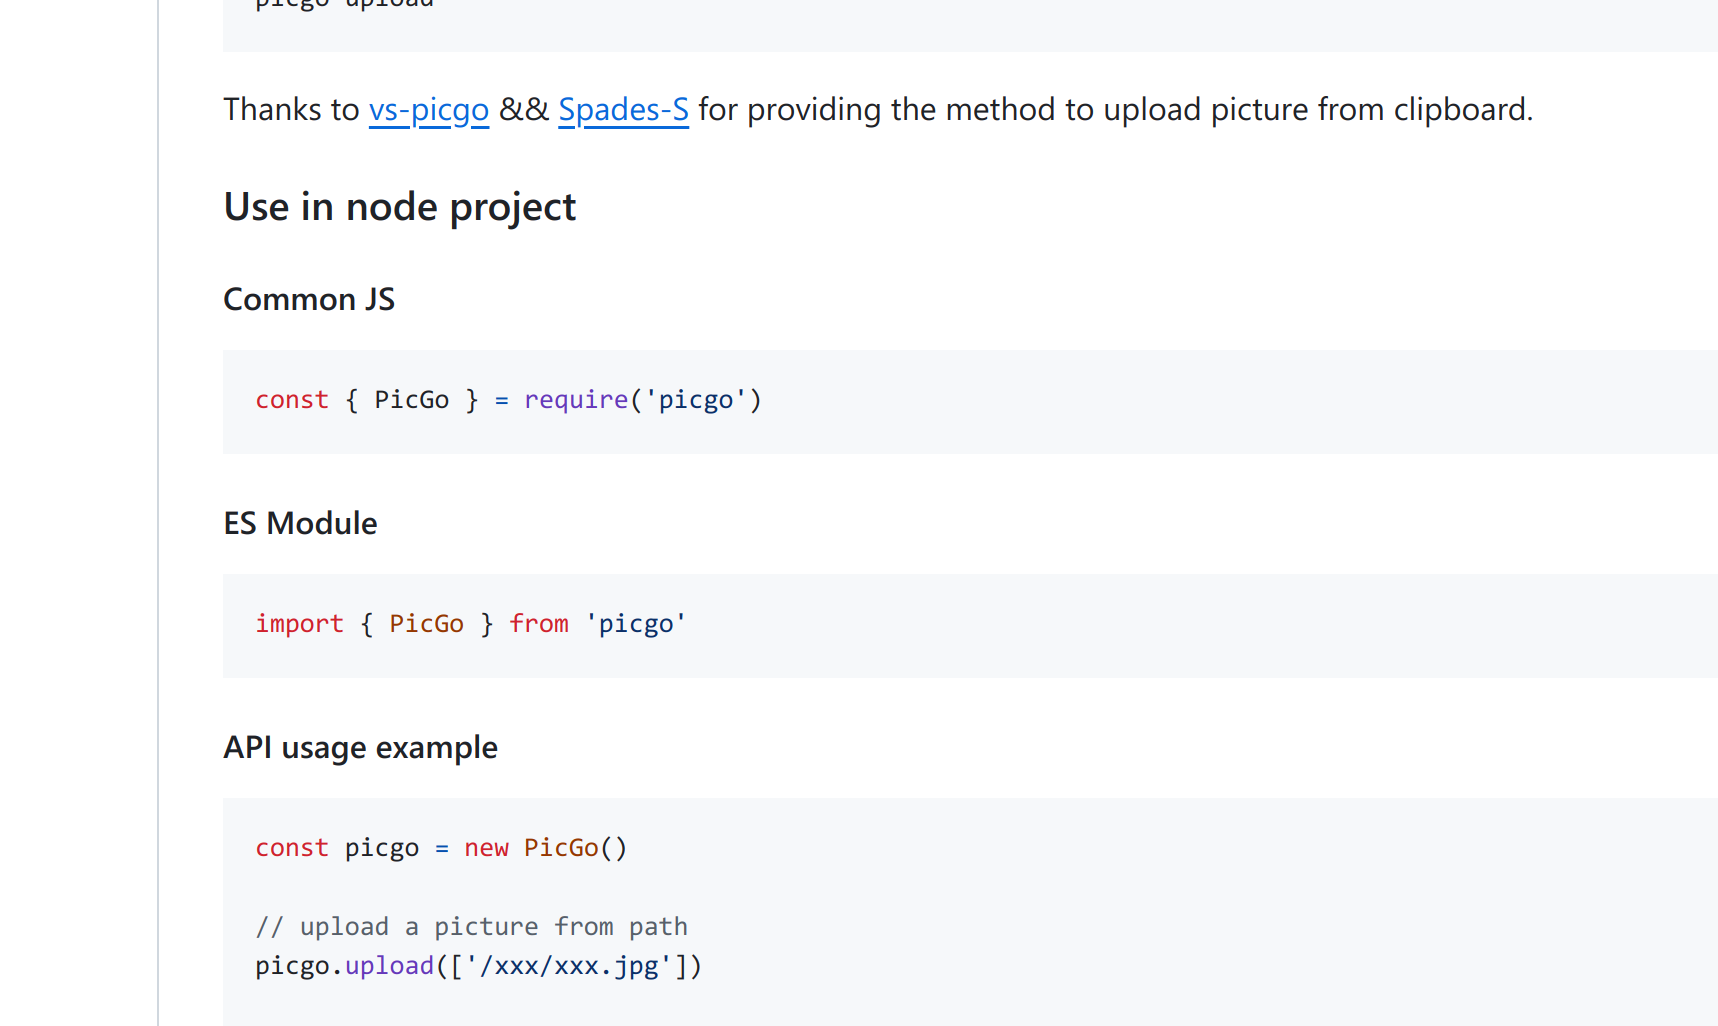 picgo upload
Thanks to vs-picgo && Spades-S for providing the method to upload picture from clipboard.
Use in node project
Common JS
const { PicGo } = require('picgo')
ES Module
import { PicGo } from 'picgo'
API usage example
const picgo = new PicGo()
// upload a picture from path
picgo.upload(['/xxx/xxx.jpg'])